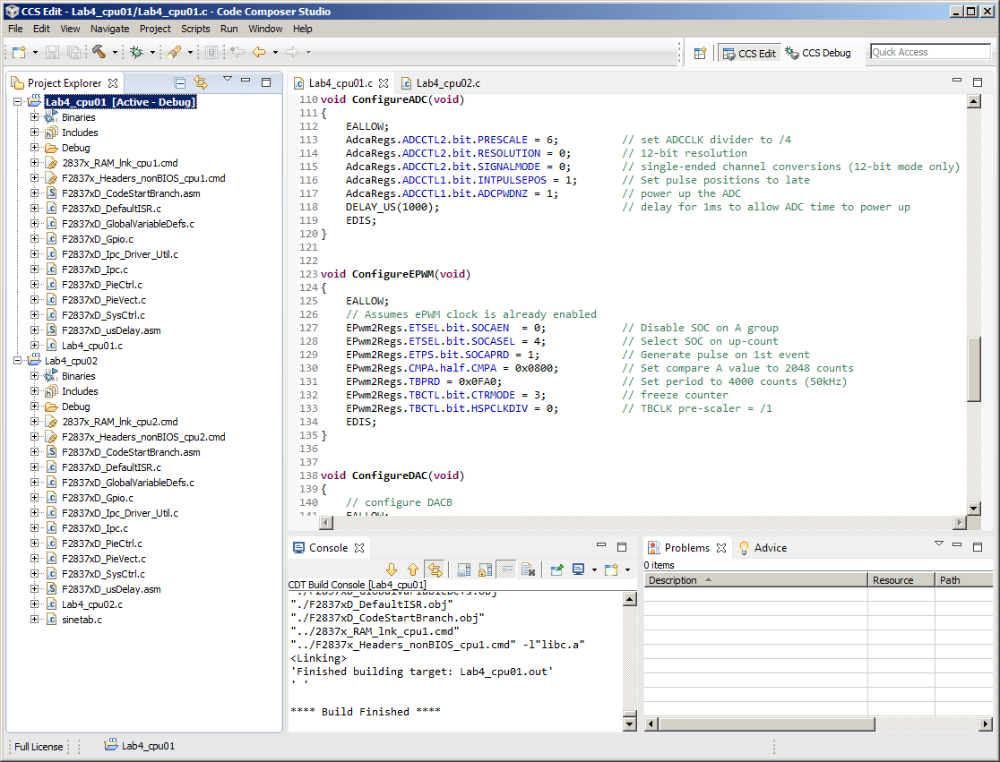 CCS Edit - Lab4_cpu01/Lab4_cpu01.c - Code Composer Studio
File Edit View Navigate Project Scripts Run Window Help
CCS Edit CCS Debug Quick Access
Project Explorer
Lab4_cpu01 [Active - Debug]
Binaries
Includes
Debug
2837x_RAM_lnk_cpu1.cmd
F2837x_Headers_nonBIOS_cpu1.cmd
F2837xD_CodeStartBranch.asm
F2837xD_DefaultISR.c
F2837xD_GlobalVariableDefs.c
F2837xD_Gpio.c
F2837xD_Ipc_Driver_Util.c
F2837xD_Ipc.c
F2837xD_PieCtrl.c
F2837xD_PieVect.c
F2837xD_SysCtrl.c
F2837xD_usDelay.asm
Lab4_cpu01.c
Lab4_cpu02
Binaries
Includes
Debug
2837x_RAM_lnk_cpu2.cmd
F2837x_Headers_nonBIOS_cpu2.cmd
F2837xD_CodeStartBranch.asm
F2837xD_DefaultISR.c
F2837xD_GlobalVariableDefs.c
F2837xD_Gpio.c
F2837xD_Ipc_Driver_Util.c
F2837xD_Ipc.c
F2837xD_PieCtrl.c
F2837xD_PieVect.c
F2837xD_SysCtrl.c
F2837xD_usDelay.asm
Lab4_cpu02.c
sinetab.c
Lab4_cpu01.c Lab4_cpu02.c
110 void ConfigureADC(void)
111 {
112 EALLOW;
113 AdcaRegs.ADCCTL2.bit.PRESCALE = 6; // set ADCCLK divider to /4
114 AdcaRegs.ADCCTL2.bit.RESOLUTION = 0; // 12-bit resolution
115 AdcaRegs.ADCCTL2.bit.SIGNALMODE = 0; // single-ended channel conversions (12-bit mode only)
116 AdcaRegs.ADCCTL1.bit.INTPULSEPOS = 1; // Set pulse positions to late
117 AdcaRegs.ADCCTL1.bit.ADCPWDNZ = 1; // power up the ADC
118 DELAY_US(1000); // delay for 1ms to allow ADC time to power up
119 EDIS;
120 }
121
122
123 void ConfigureEPWM(void)
124 {
125 EALLOW;
126 // Assumes ePWM clock is already enabled
127 EPwm2Regs.ETSEL.bit.SOCAEN = 0; // Disable SOC on A group
128 EPwm2Regs.ETSEL.bit.SOCASEL = 4; // Select SOC on up-count
129 EPwm2Regs.ETPS.bit.SOCAPRD = 1; // Generate pulse on 1st event
130 EPwm2Regs.CMPA.half.CMPA = 0x0800; // Set compare A value to 2048 counts
131 EPwm2Regs.TBPRD = 0x0FA0; // Set period to 4000 counts (50kHz)
132 EPwm2Regs.TBCTL.bit.CTRMODE = 3; // freeze counter
133 EPwm2Regs.TBCTL.bit.HSPCLKDIV = 0; // TBCLK pre-scaler = /1
134 EDIS;
135 }
136
137
138 void ConfigureDAC(void)
139 {
140 // configure DACB
141 EALLOW;
Console
CDT Build Console [Lab4_cpu01]
"./F2837xD_GlobalVariableDefs.obj"
"./F2837xD_DefaultISR.obj"
"./F2837xD_CodeStartBranch.obj"
"../2837x_RAM_lnk_cpu1.cmd"
"../F2837x_Headers_nonBIOS_cpu1.cmd" -l"libc.a"
<Linking>
'Finished building target: Lab4_cpu01.out'
' '
**** Build Finished ****
Problems Advice
0 items
Description Resource Path
Full License Lab4_cpu01